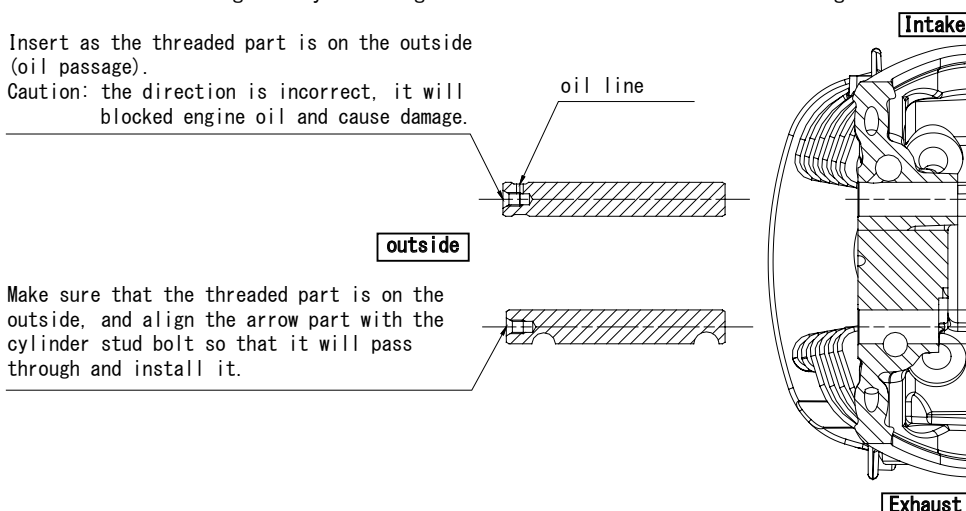 Intake
Insert as the threaded part is on the outside
(oil passage).
Caution: the direction is incorrect, it will
blocked engine oil and cause damage.
oil line
outside
Make sure that the threaded part is on the
outside, and align the arrow part with the
cylinder stud bolt so that it will pass
through and install it.
Exhaust